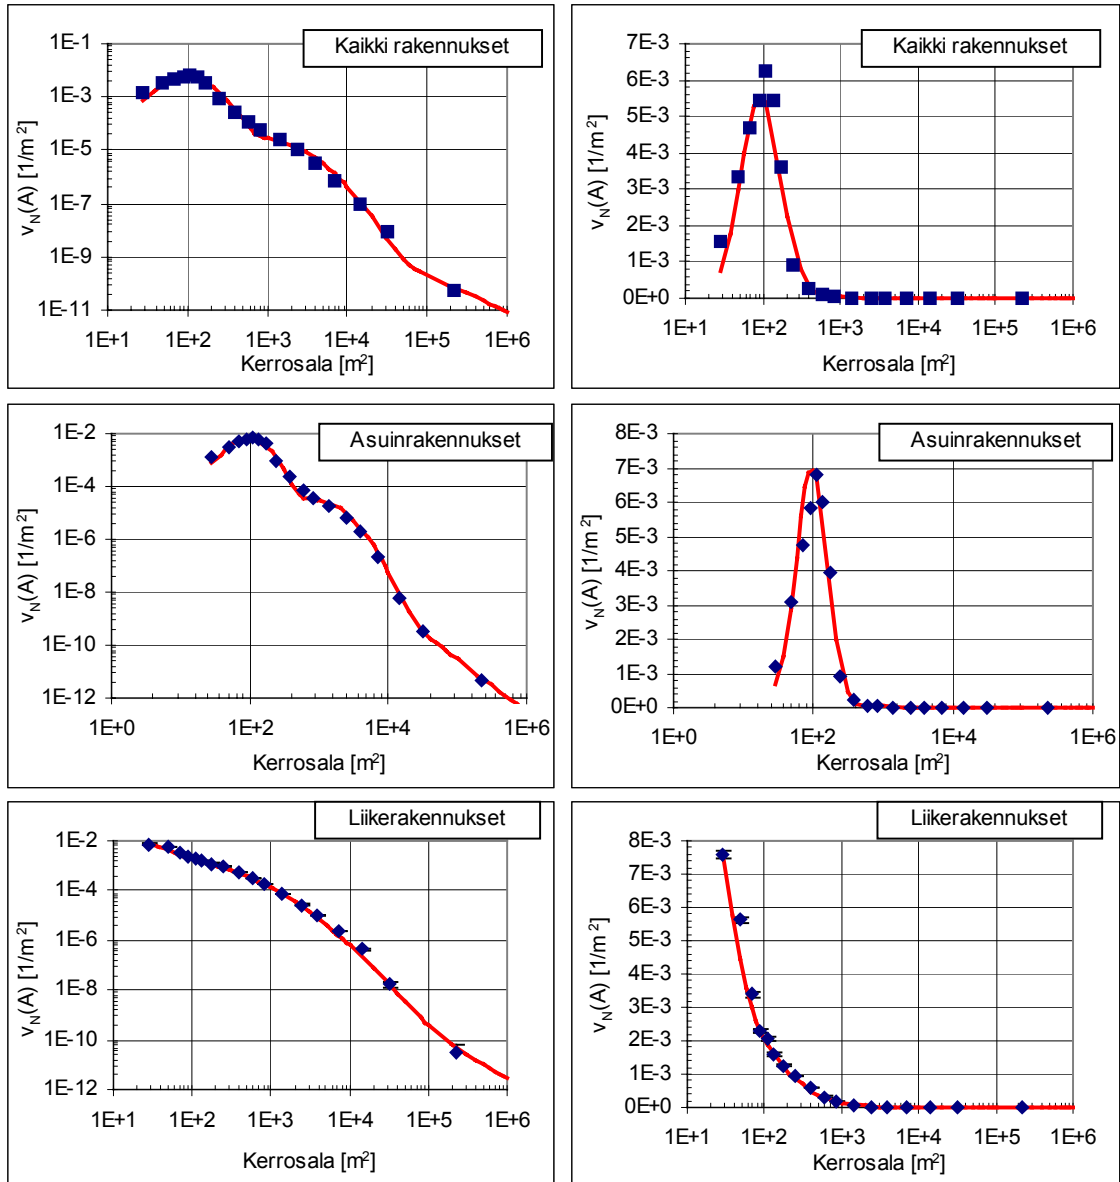 Kaikki rakennukset
1E-1
1E-3
1E-5
1E-7
1E-9
1E-11
v_N(A) [1/m²]
1E+1 1E+2 1E+3 1E+4 1E+5 1E+6
Kerrosala [m²]
Kaikki rakennukset
7E-3
6E-3
5E-3
4E-3
3E-3
2E-3
1E-3
0E+0
v_N(A) [1/m²]
1E+1 1E+2 1E+3 1E+4 1E+5 1E+6
Kerrosala [m²]
Asuinrakennukset
1E-2
1E-4
1E-6
1E-8
1E-10
1E-12
v_N(A) [1/m²]
1E+0 1E+2 1E+4 1E+6
Kerrosala [m²]
Asuinrakennukset
8E-3
7E-3
6E-3
5E-3
4E-3
3E-3
2E-3
1E-3
0E+0
v_N(A) [1/m²]
1E+0 1E+2 1E+4 1E+6
Kerrosala [m²]
Liikerakennukset
1E-2
1E-4
1E-6
1E-8
1E-10
1E-12
v_N(A) [1/m²]
1E+1 1E+2 1E+3 1E+4 1E+5 1E+6
Kerrosala [m²]
Liikerakennukset
8E-3
7E-3
6E-3
5E-3
4E-3
3E-3
2E-3
1E-3
0E+0
v_N(A) [1/m²]
1E+1 1E+2 1E+3 1E+4 1E+5 1E+6
Kerrosala [m²]